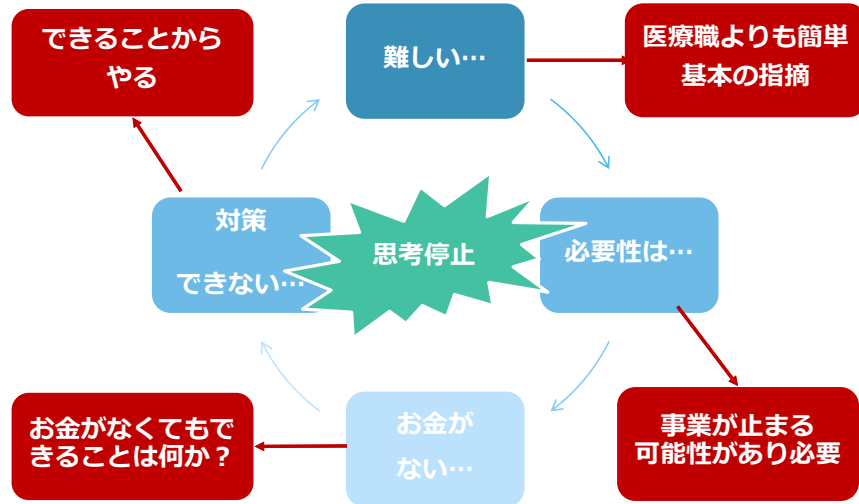 できることから
やる
難しい…
医療職よりも簡単
基本の指摘
対策
できない…
思考停止
必要性は…
お金がなくてもで
きることは何か？
お金が
ない…
事業が止まる
可能性があり必要